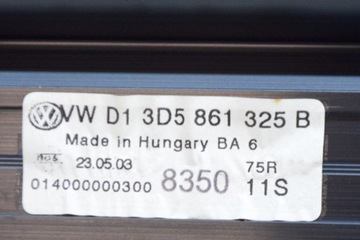 VW D1 3D5 861 325 B
Made in Hungary BA 6
23.05.03 75R
014000000300 8350 11S